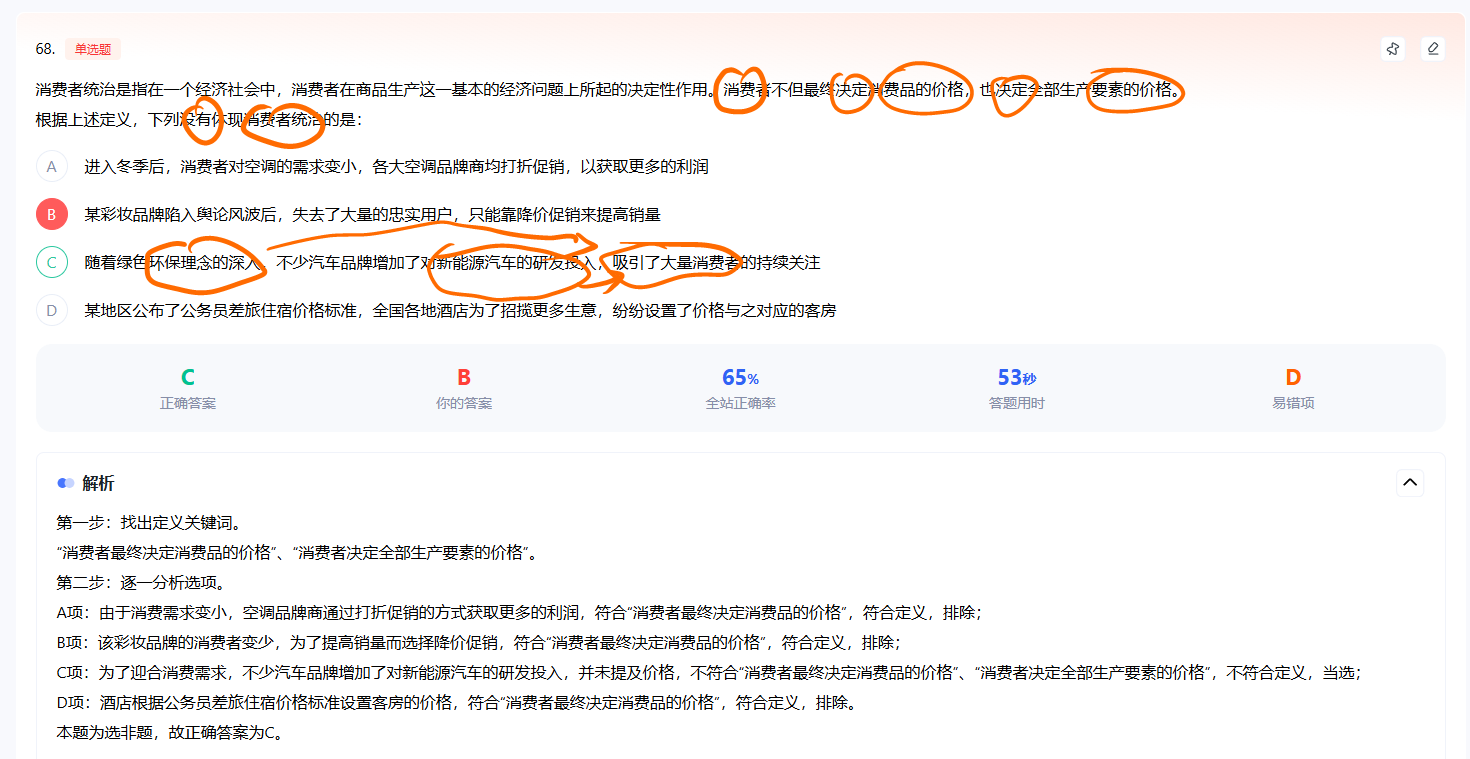 68. 单选题
消费者统治是指在一个经济社会中，消费者在商品生产这一基本的经济问题上所起的决定性作用。消费者不但最终决定消费品的价格，也决定全部生产要素的价格。
根据上述定义，下列没有体现消费者统治的是：
A 进入冬季后，消费者对空调的需求变小，各大空调品牌商均打折促销，以获取更多的利润
B 某彩妆品牌陷入舆论风波后，失去了大量的忠实用户，只能靠降价促销来提高销量
C 随着绿色环保理念的深入，不少汽车品牌增加了对新能源汽车的研发投入，吸引了大量消费者的持续关注
D 某地区公布了公务员差旅住宿价格标准，全国各地酒店为了招揽更多生意，纷纷设置了价格与之对应的客房
C B 65% 53秒 D
正确答案 你的答案 全站正确率 答题用时 易错项
解析
第一步：找出定义关键词。
“消费者最终决定消费品的价格”、“消费者决定全部生产要素的价格”。
第二步：逐一分析选项。
A项：由于消费需求变小，空调品牌商通过打折促销的方式获取更多的利润，符合“消费者最终决定消费品的价格”，符合定义，排除；
B项：该彩妆品牌的消费者变少，为了提高销量而选择降价促销，符合“消费者最终决定消费品的价格”，符合定义，排除；
C项：为了迎合消费需求，不少汽车品牌增加了对新能源汽车的研发投入，并未提及价格，不符合“消费者最终决定消费品的价格”、“消费者决定全部生产要素的价格”，不符合定义，当选；
D项：酒店根据公务员差旅住宿价格标准设置客房的价格，符合“消费者最终决定消费品的价格”，符合定义，排除。
本题为选非题，故正确答案为C。